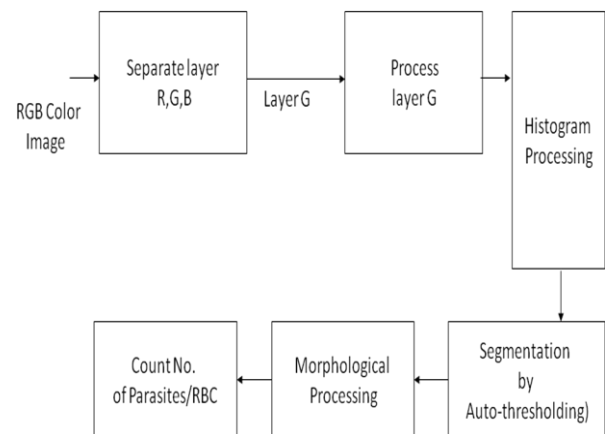 RGB Color
Image
Separate layer
R,G,B
Layer G
Process
layer G
Histogram
Processing
Segmentation
by
Auto-thresholding)
Morphological
Processing
Count No.
of Parasites/RBC